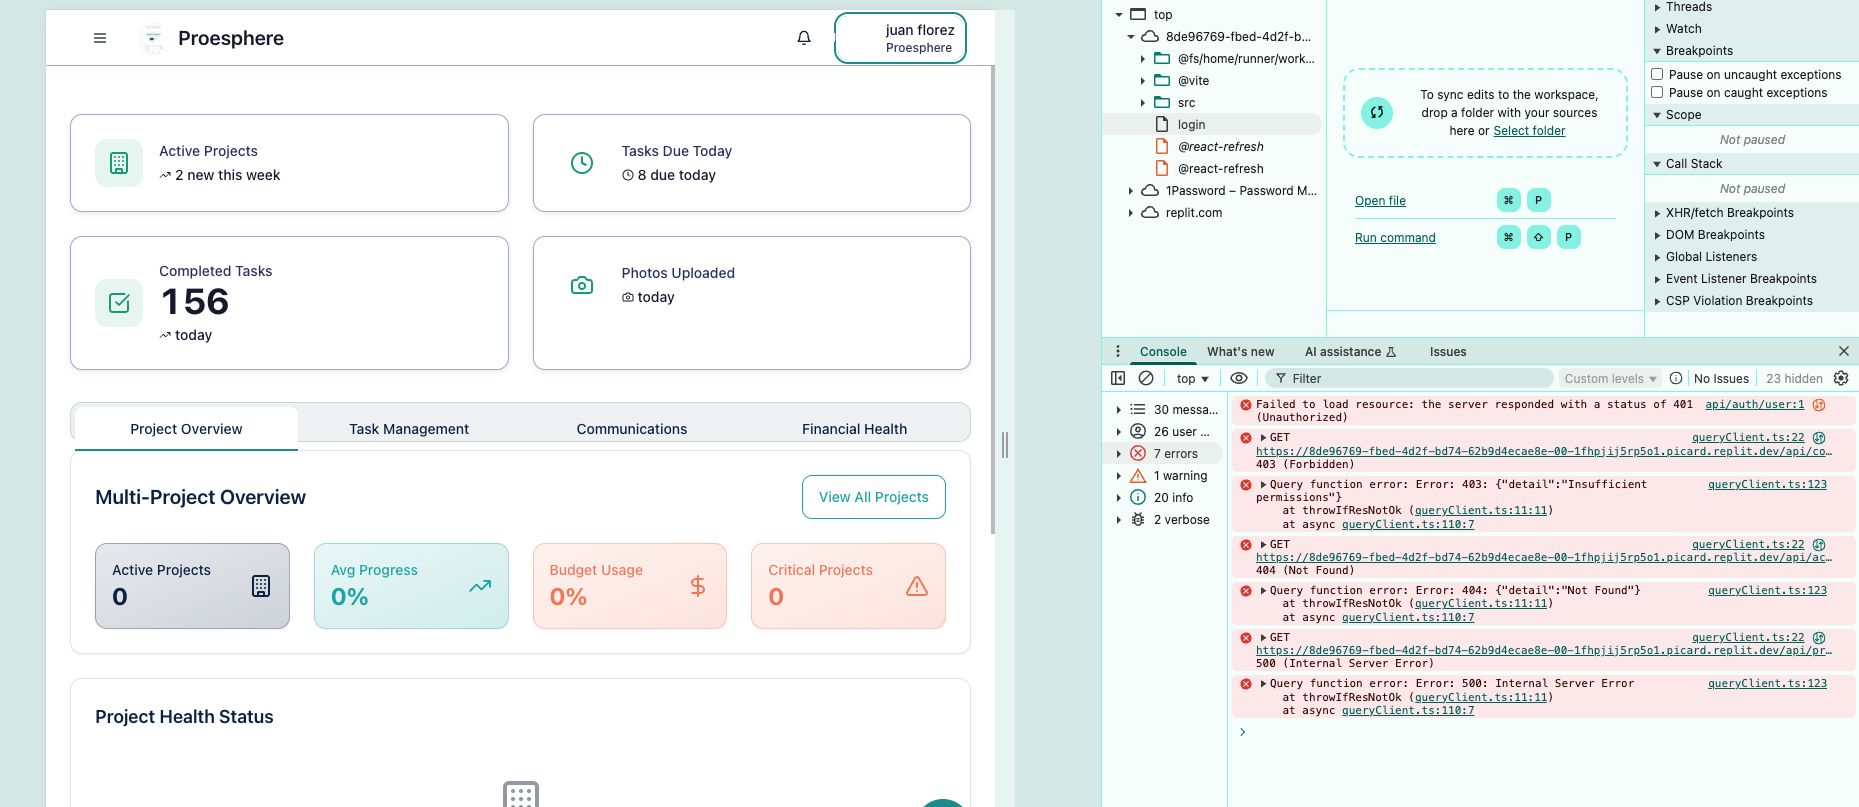 Proesphere
juan florez
Proesphere
Active Projects
2 new this week
Tasks Due Today
8 due today
Completed Tasks
156
today
Photos Uploaded
today
Project Overview
Task Management
Communications
Financial Health
Multi-Project Overview
View All Projects
Active Projects
0
Avg Progress
0%
Budget Usage
0%
Critical Projects
0
Project Health Status
top
8de96769-fbed-4d2f-b...
@fs/home/runner/work...
@vite
src
login
@react-refresh
@react-refresh
1Password – Password M...
replit.com
To sync edits to the workspace,
drop a folder with your sources
here or Select folder
Open file ⌘ P
Run command ⌘ ⇧ P
Threads
Watch
Breakpoints
Pause on uncaught exceptions
Pause on caught exceptions
Scope
Not paused
Call Stack
Not paused
XHR/fetch Breakpoints
DOM Breakpoints
Global Listeners
Event Listener Breakpoints
CSP Violation Breakpoints
Console What's new AI assistance Issues
top Filter Custom levels No Issues 23 hidden
30 messa...
26 user ...
7 errors
1 warning
20 info
2 verbose
Failed to load resource: the server responded with a status of 401 api/auth/user:1
(Unauthorized)
GET queryClient.ts:22
https://8de96769-fbed-4d2f-bd74-62b9d4ecae8e-00-1fhpjij5rp5o1.picard.replit.dev/api/co...
403 (Forbidden)
Query function error: Error: 403: {"detail":"Insufficient queryClient.ts:123
permissions"}
at throwIfResNotOk (queryClient.ts:11:11)
at async queryClient.ts:110:7
GET queryClient.ts:22
https://8de96769-fbed-4d2f-bd74-62b9d4ecae8e-00-1fhpjij5rp5o1.picard.replit.dev/api/ac...
404 (Not Found)
Query function error: Error: 404: {"detail":"Not Found"} queryClient.ts:123
at throwIfResNotOk (queryClient.ts:11:11)
at async queryClient.ts:110:7
GET queryClient.ts:22
https://8de96769-fbed-4d2f-bd74-62b9d4ecae8e-00-1fhpjij5rp5o1.picard.replit.dev/api/pr...
500 (Internal Server Error)
Query function error: Error: 500: Internal Server Error queryClient.ts:123
at throwIfResNotOk (queryClient.ts:11:11)
at async queryClient.ts:110:7